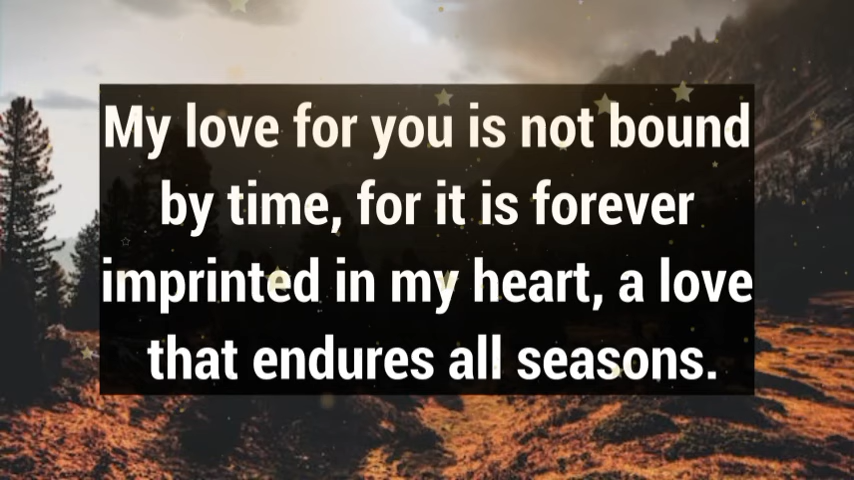 My love for you is not bound
by time, for it is forever
imprinted in my heart, a love
that endures all seasons.